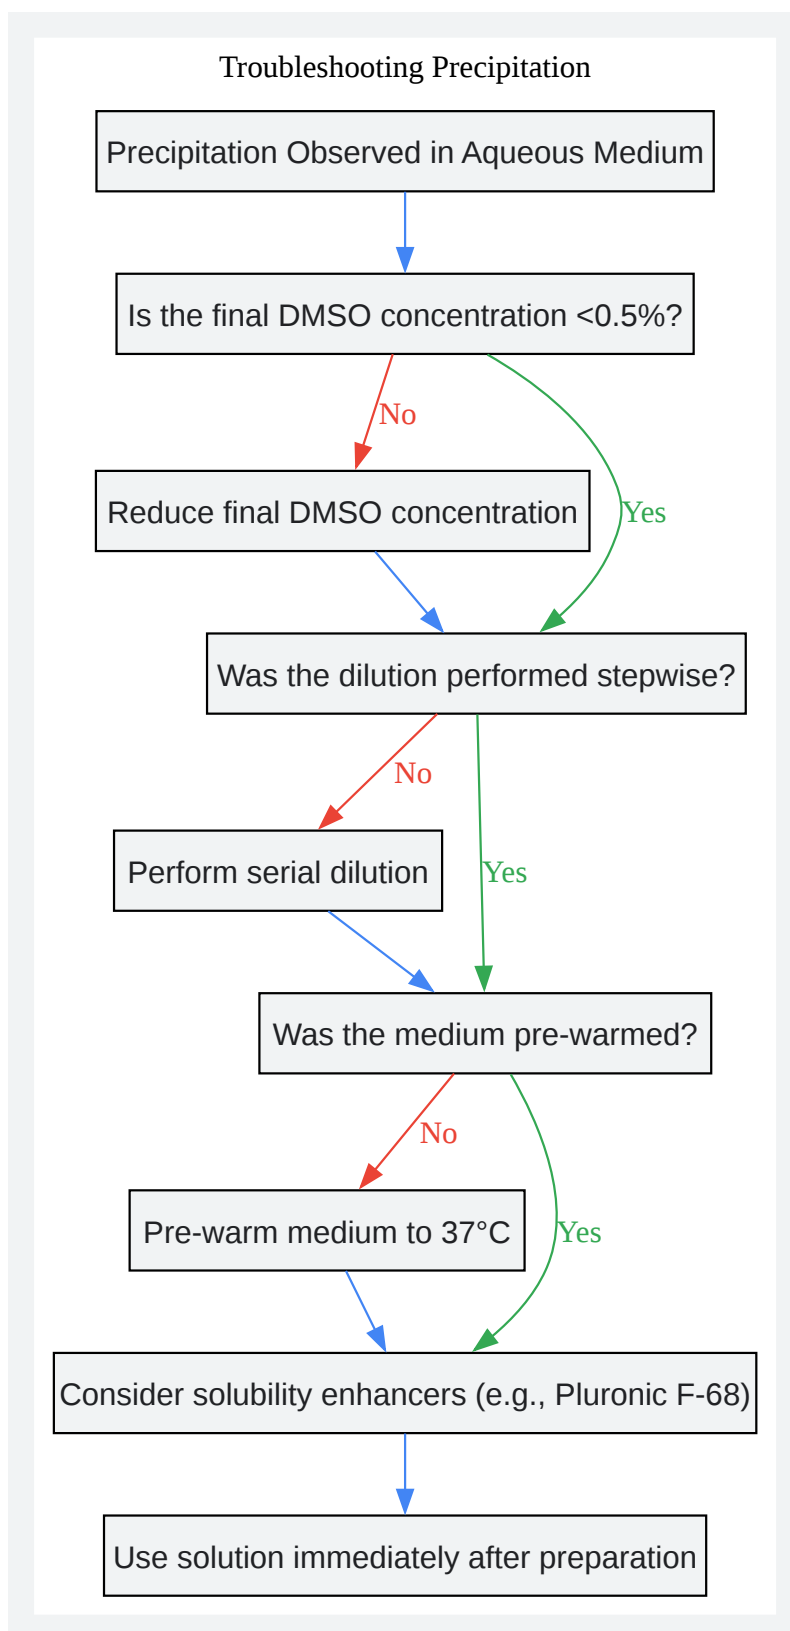 Troubleshooting Precipitation
Precipitation Observed in Aqueous Medium
Is the final DMSO concentration <0.5%?
No
Reduce final DMSO concentration
Yes
Was the dilution performed stepwise?
No
Perform serial dilution
Yes
Was the medium pre-warmed?
No
Pre-warm medium to 37°C
Yes
Consider solubility enhancers (e.g., Pluronic F-68)
Use solution immediately after preparation